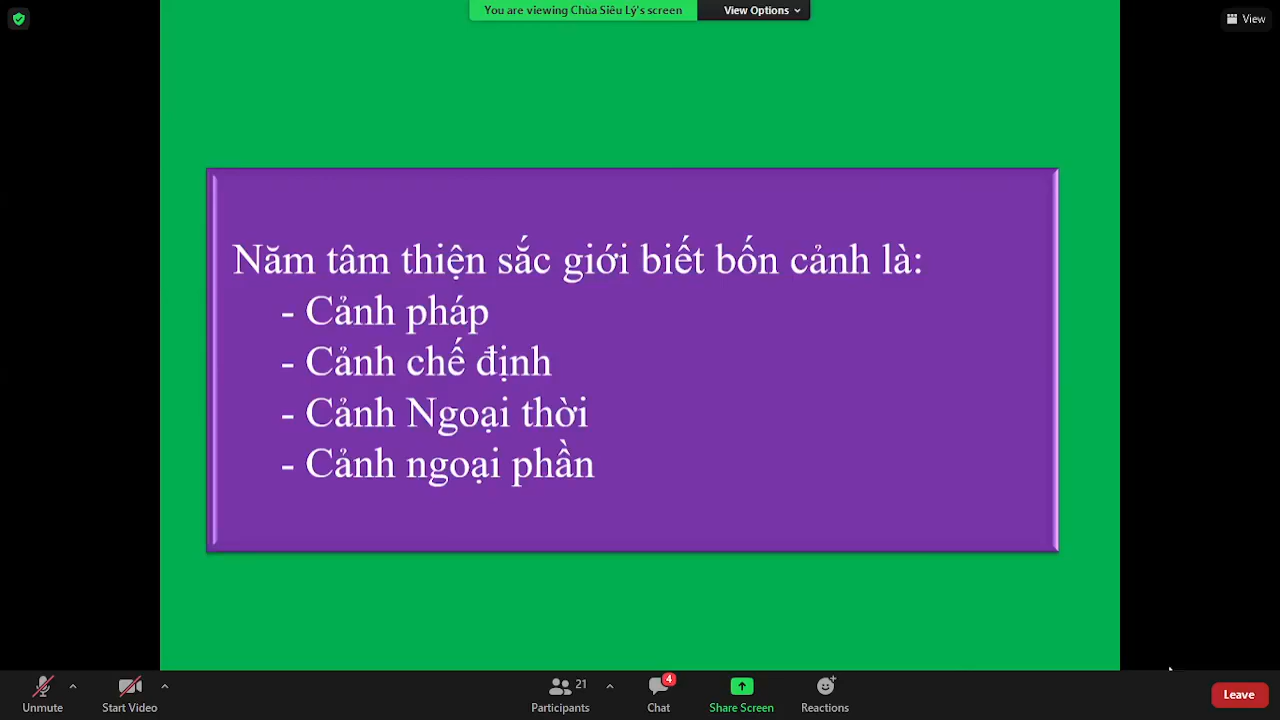 You are viewing Chùa Siêu Lý's screen
View Options
View
Năm tâm thiện sắc giới biết bốn cảnh là:
- Cảnh pháp
- Cảnh chế định
- Cảnh Ngoại thời
- Cảnh ngoại phần
Unmute
Start Video
21
Participants
4
Chat
Share Screen
Reactions
Leave